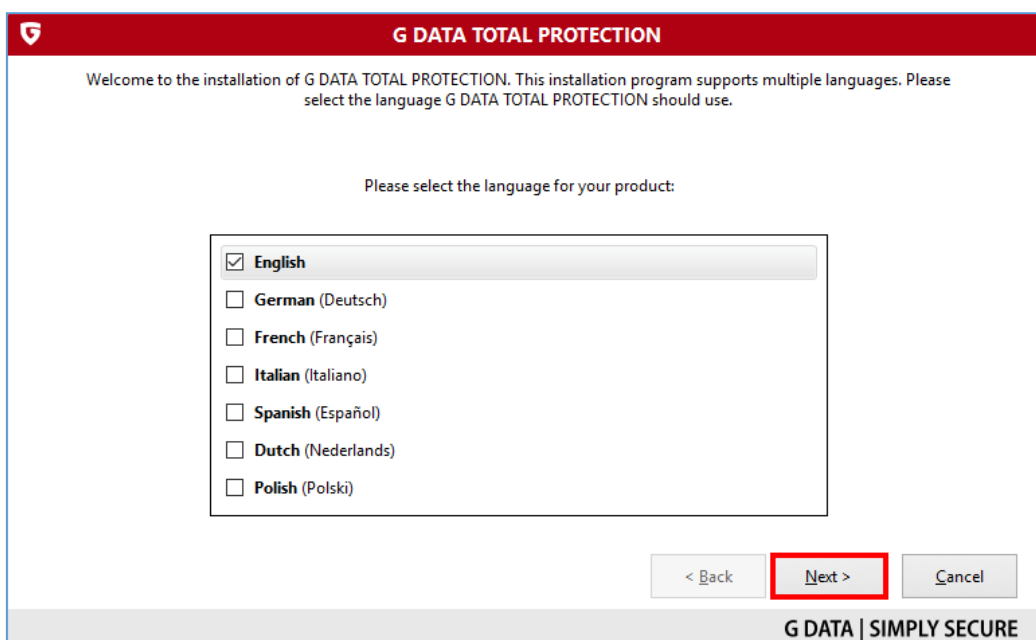 G DATA TOTAL PROTECTION
Welcome to the installation of G DATA TOTAL PROTECTION. This installation program supports multiple languages. Please
select the language G DATA TOTAL PROTECTION should use.
Please select the language for your product:
English
German (Deutsch)
French (Français)
Italian (Italiano)
Spanish (Español)
Dutch (Nederlands)
Polish (Polski)
< Back Next > Cancel
G DATA | SIMPLY SECURE